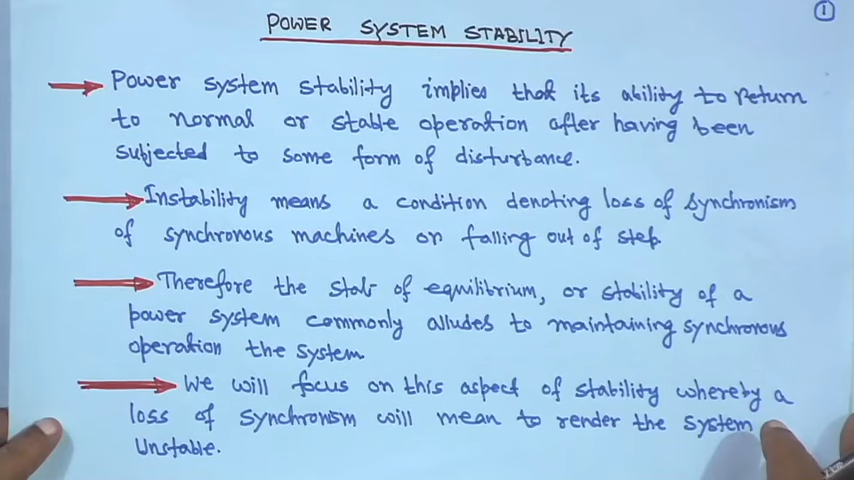 1
POWER SYSTEM STABILITY
Power system stability implies that its ability to return
to normal or stable operation after having been
subjected to some form of disturbance.
Instability means a condition denoting loss of synchronism
of synchronous machines or falling out of step.
Therefore the state of equilibrium, or stability of a
power system commonly alludes to maintaining synchronous
operation the system.
We will focus on this aspect of stability whereby a
loss of synchronism will mean to render the system
Unstable.